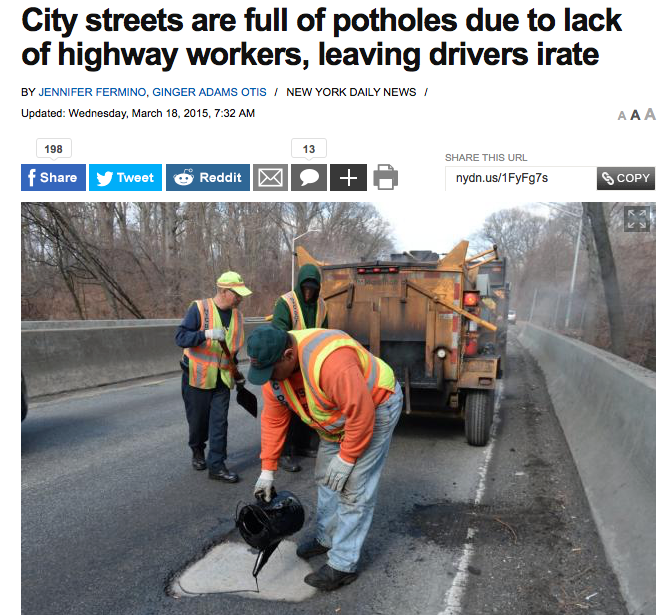 City streets are full of potholes due to lack
of highway workers, leaving drivers irate
BY JENNIFER FERMINO, GINGER ADAMS OTIS / NEW YORK DAILY NEWS /
Updated: Wednesday, March 18, 2015, 7:32 AM
A A A
198
13
Share
Tweet
Reddit
SHARE THIS URL
nydn.us/1FyFg7s
COPY